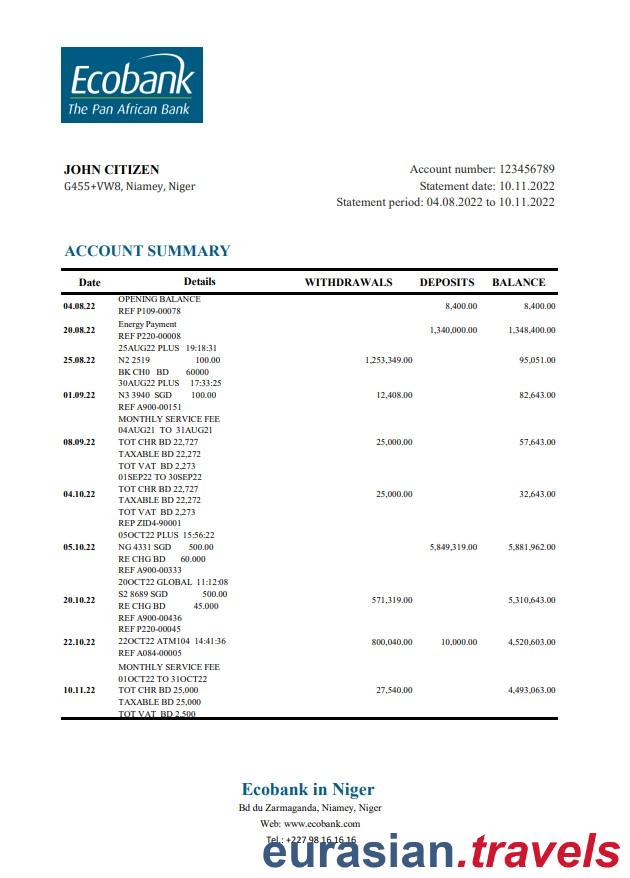 Ecobank
The Pan African Bank
JOHN CITIZEN
G455+VW8, Niamey, Niger
Account number: 123456789
Statement date: 10.11.2022
Statement period: 04.08.2022 to 10.11.2022
ACCOUNT SUMMARY
Date Details WITHDRAWALS DEPOSITS BALANCE
OPENING BALANCE
04.08.22 8,400.00 8,400.00
REF P109-00078
Energy Payment
20.08.22 1,340,000.00 1,348,400.00
REF P220-00008
25AUG22 PLUS 19:18:31
25.08.22 N2 2519 100.00 1,253,349.00 95,051.00
BK CH0 BD 60000
30AUG22 PLUS 17:33:25
01.09.22 N3 3940 SGD 100.00 12,408.00 82,643.00
REF A900-00151
MONTHLY SERVICE FEE
04AUG21 TO 31AUG21
08.09.22 TOT CHR BD 22,727 25,000.00 57,643.00
TAXABLE BD 22,272
TOT VAT BD 2,273
01SEP22 TO 30SEP22
TOT CHR BD 22,727
04.10.22 25,000.00 32,643.00
TAXABLE BD 22,272
TOT VAT BD 2,273
REP ZID4-90001
05OCT22 PLUS 15:56:22
05.10.22 NG 4331 SGD 500.00 5,849,319.00 5,881,962.00
RE CHG BD 60.000
REF A900-00333
20OCT22 GLOBAL 11:12:08
S2 8689 SGD 500.00
20.10.22 571,319.00 5,310,643.00
RE CHG BD 45.000
REF A900-00436
REF P220-00045
22.10.22 22OCT22 ATM104 14:41:36 800,040.00 10,000.00 4,520,603.00
REF A084-00005
MONTHLY SERVICE FEE
01OCT22 TO 31OCT22
10.11.22 TOT CHR BD 25,000 27,540.00 4,493,063.00
TAXABLE BD 25,000
TOT VAT BD 2,500
Ecobank in Niger
Bd du Zarmaganda, Niamey, Niger
Web: www.ecobank.com
Tel.: +227 98 16 16 16
eurasian.travels